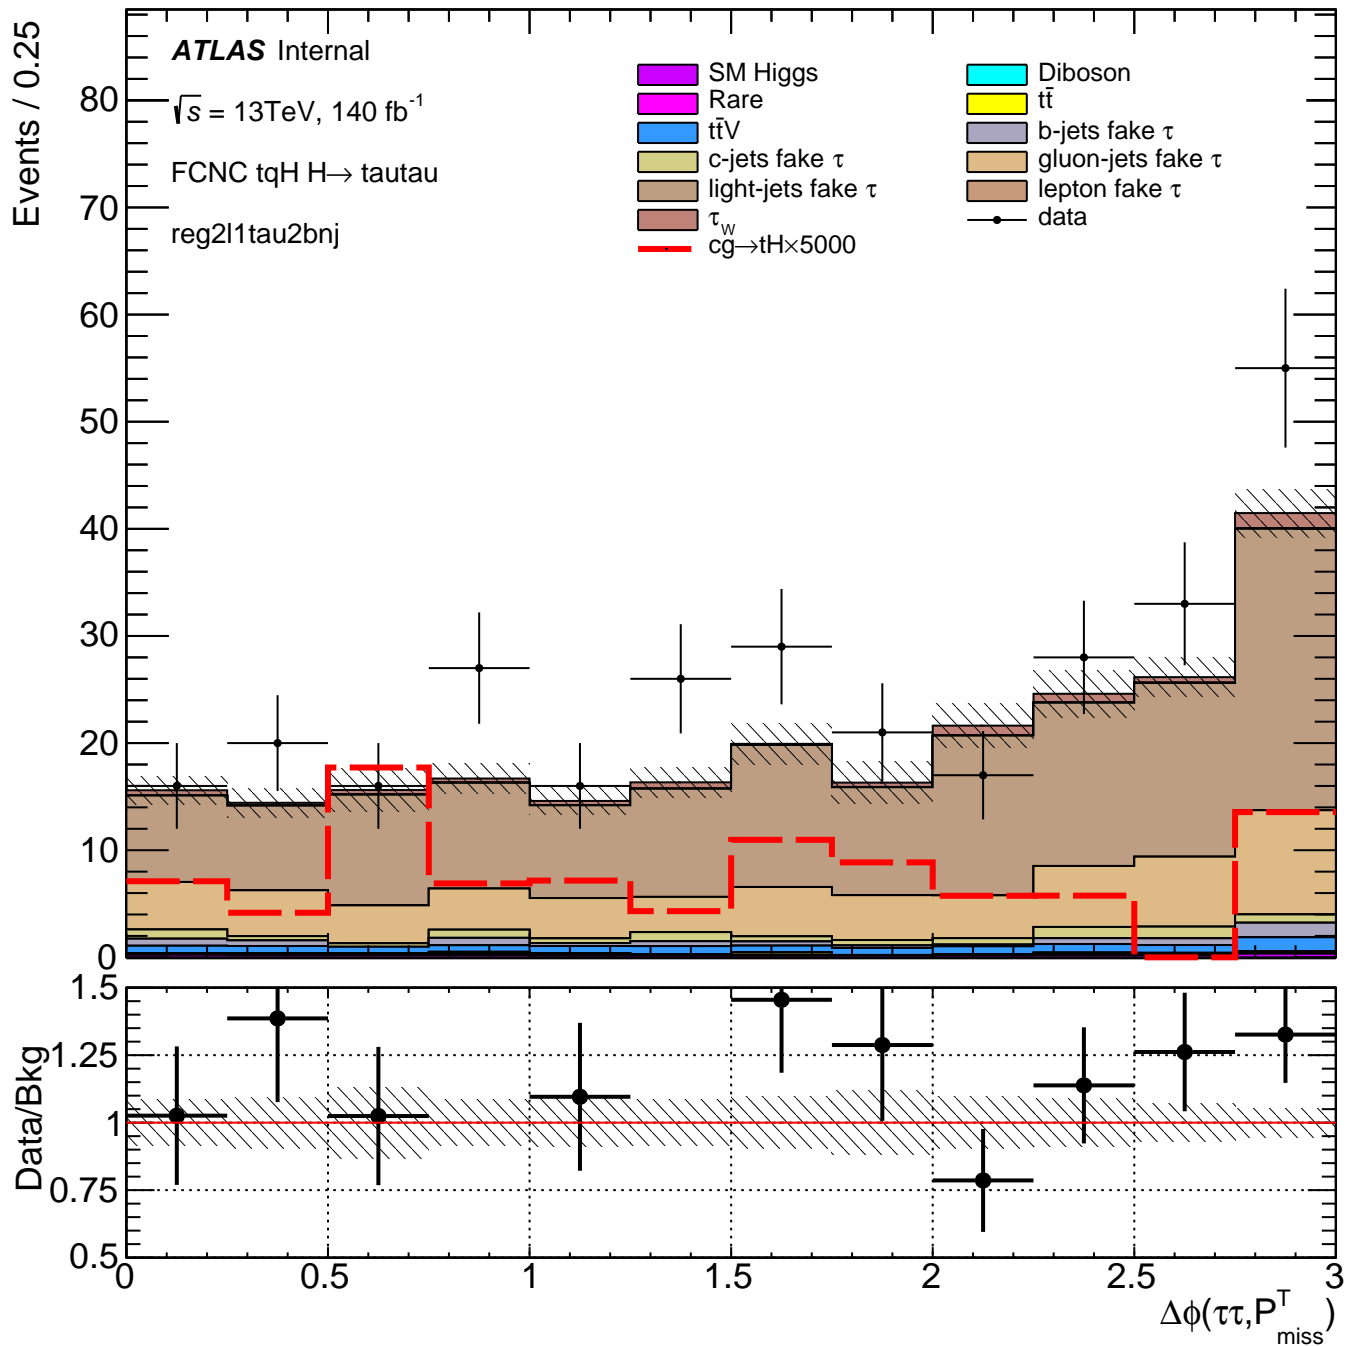 Events / 0.25
ATLAS Internal
√s = 13TeV, 140 fb⁻¹
FCNC tqH H→ tautau
reg2l1tau2bnj
SM Higgs
Diboson
Rare
tt̄
tt̄V
b-jets fake τ
c-jets fake τ
gluon-jets fake τ
light-jets fake τ
lepton fake τ
τ_W
data
cg→tH×5000
80
70
60
50
40
30
20
10
0
Data/Bkg
1.5
1.25
1
0.75
0.5
0 0.5 1 1.5 2 2.5 3
Δϕ(ττ,P^T_miss)